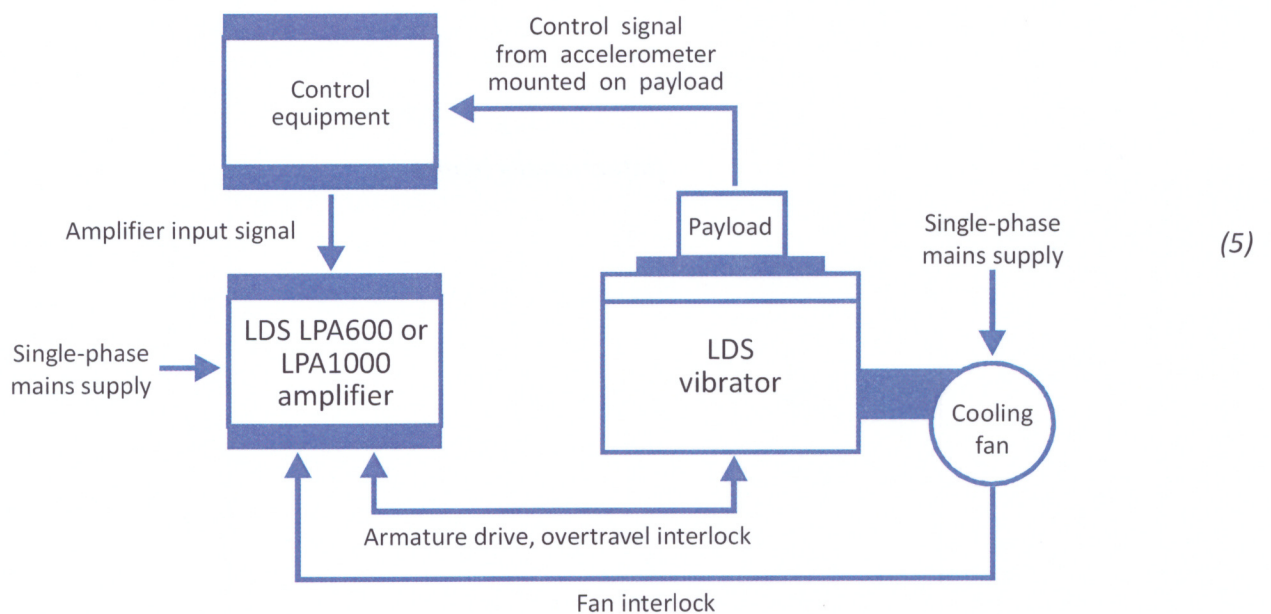 Control signal
from accelerometer
mounted on payload
Control
equipment
Amplifier input signal
Payload
Single-phase
mains supply
(5)
LDS LPA600 or
LPA1000
amplifier
Single-phase
mains supply
LDS
vibrator
Cooling
fan
Armature drive, overtravel interlock
Fan interlock